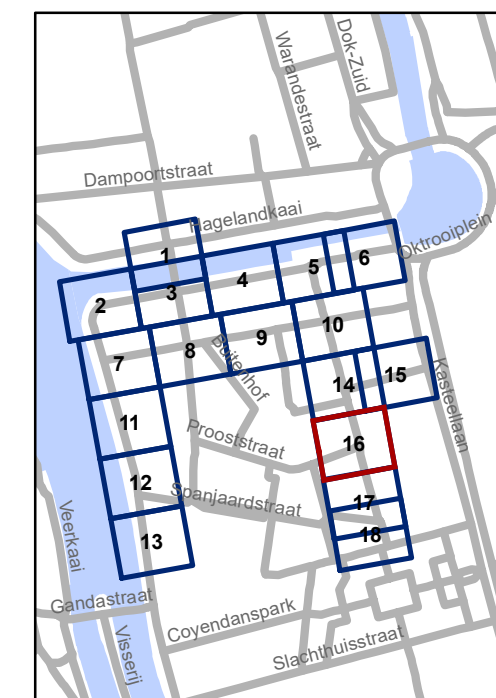 Warandestraat
Dok-Zuid
Dampoortstraat
Hagelandkaai
Oktrooiplein
1
2
3
4
5
6
7
8
9
10
Buitenhof
11
14
15
Kasteellaan
Prooststraat
16
12
Spanjaardstraat
17
Veerkaai
13
18
Gandastraat
Coyendanspark
Visserij
Slachthuisstraat